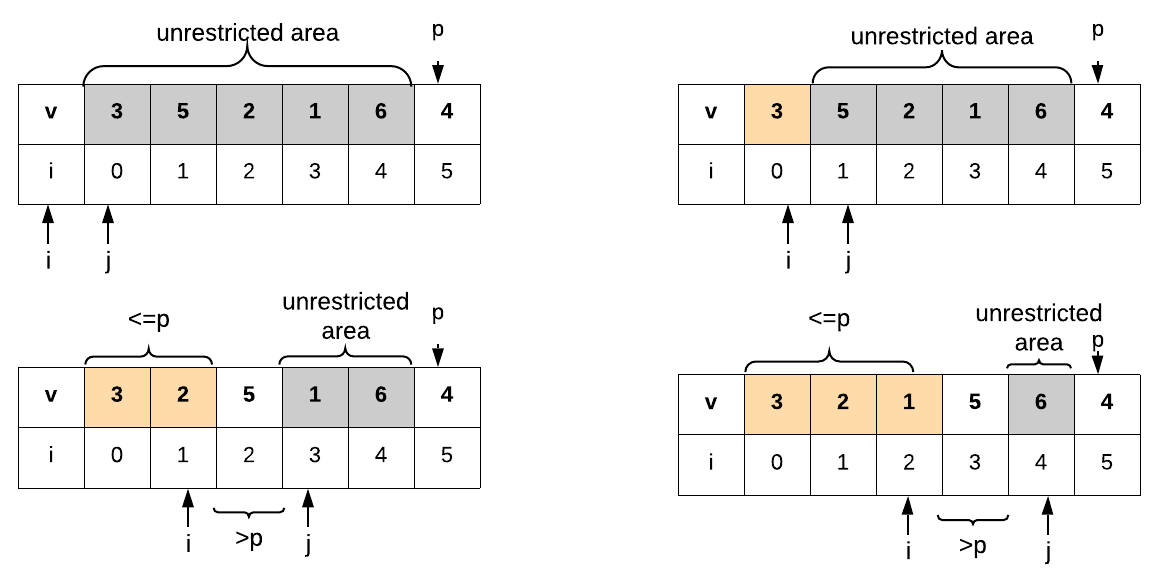 unrestricted area p
v 3 5 2 1 6 4
i 0 1 2 3 4 5
i j
unrestricted area p
v 3 5 2 1 6 4
i 0 1 2 3 4 5
i j
<=p unrestricted area p
v 3 2 5 1 6 4
i 0 1 2 3 4 5
i >p j
<=p unrestricted area p
v 3 2 1 5 6 4
i 0 1 2 3 4 5
i >p j